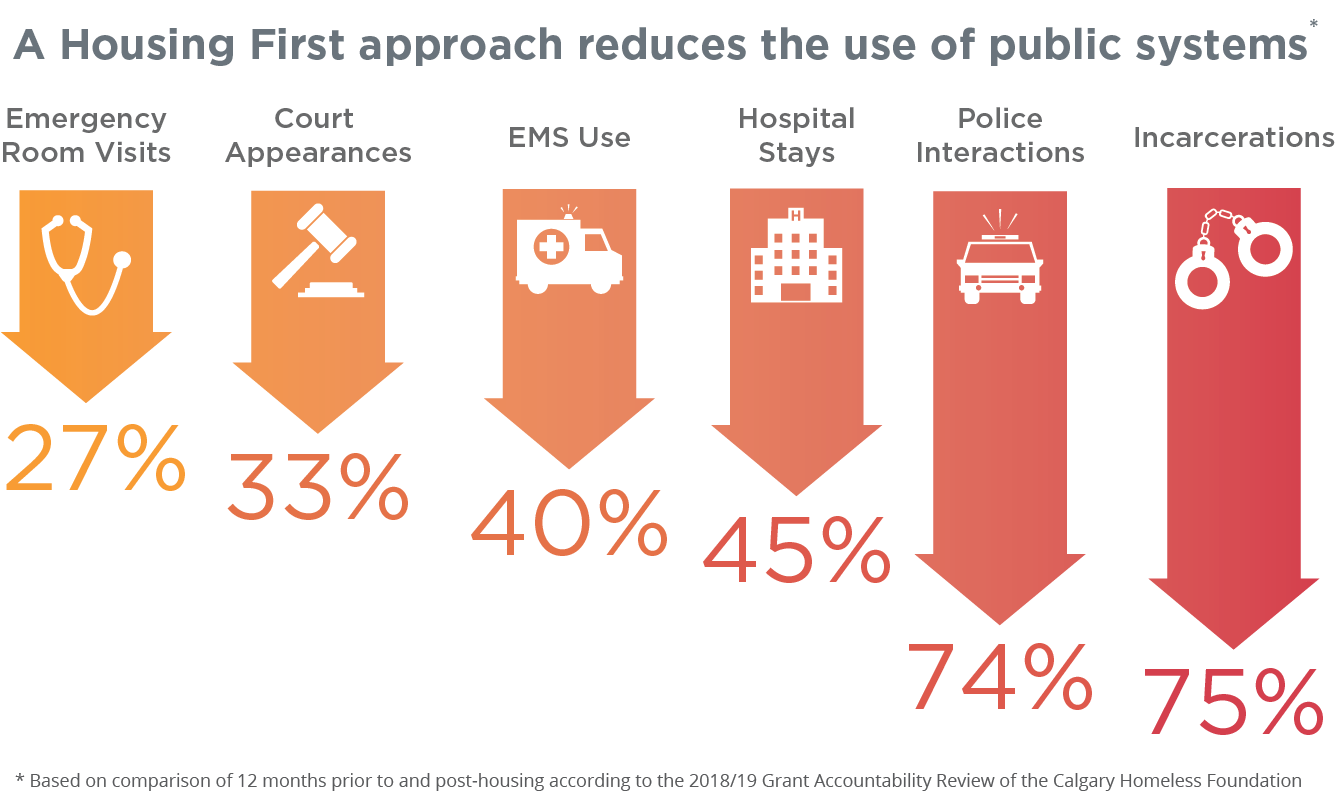 A Housing First approach reduces the use of public systems*
Emergency
Room Visits
Court
Appearances
EMS Use
Hospital
Stays
Police
Interactions
Incarcerations
H
27%
33%
40%
45%
74%
75%
* Based on comparison of 12 months prior to and post-housing according to the 2018/19 Grant Accountability Review of the Calgary Homeless Foundation